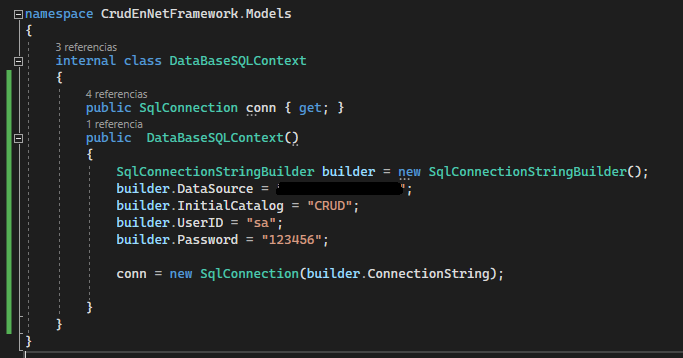 namespace CrudEnNetFramework.Models
{
3 referencias
internal class DataBaseSQLContext
{
4 referencias
public SqlConnection conn { get; }
1 referencia
public  DataBaseSQLContext()
{
SqlConnectionStringBuilder builder = new SqlConnectionStringBuilder();
builder.DataSource = ";
builder.InitialCatalog = "CRUD";
builder.UserID = "sa";
builder.Password = "123456";
conn = new SqlConnection(builder.ConnectionString);
}
}
}